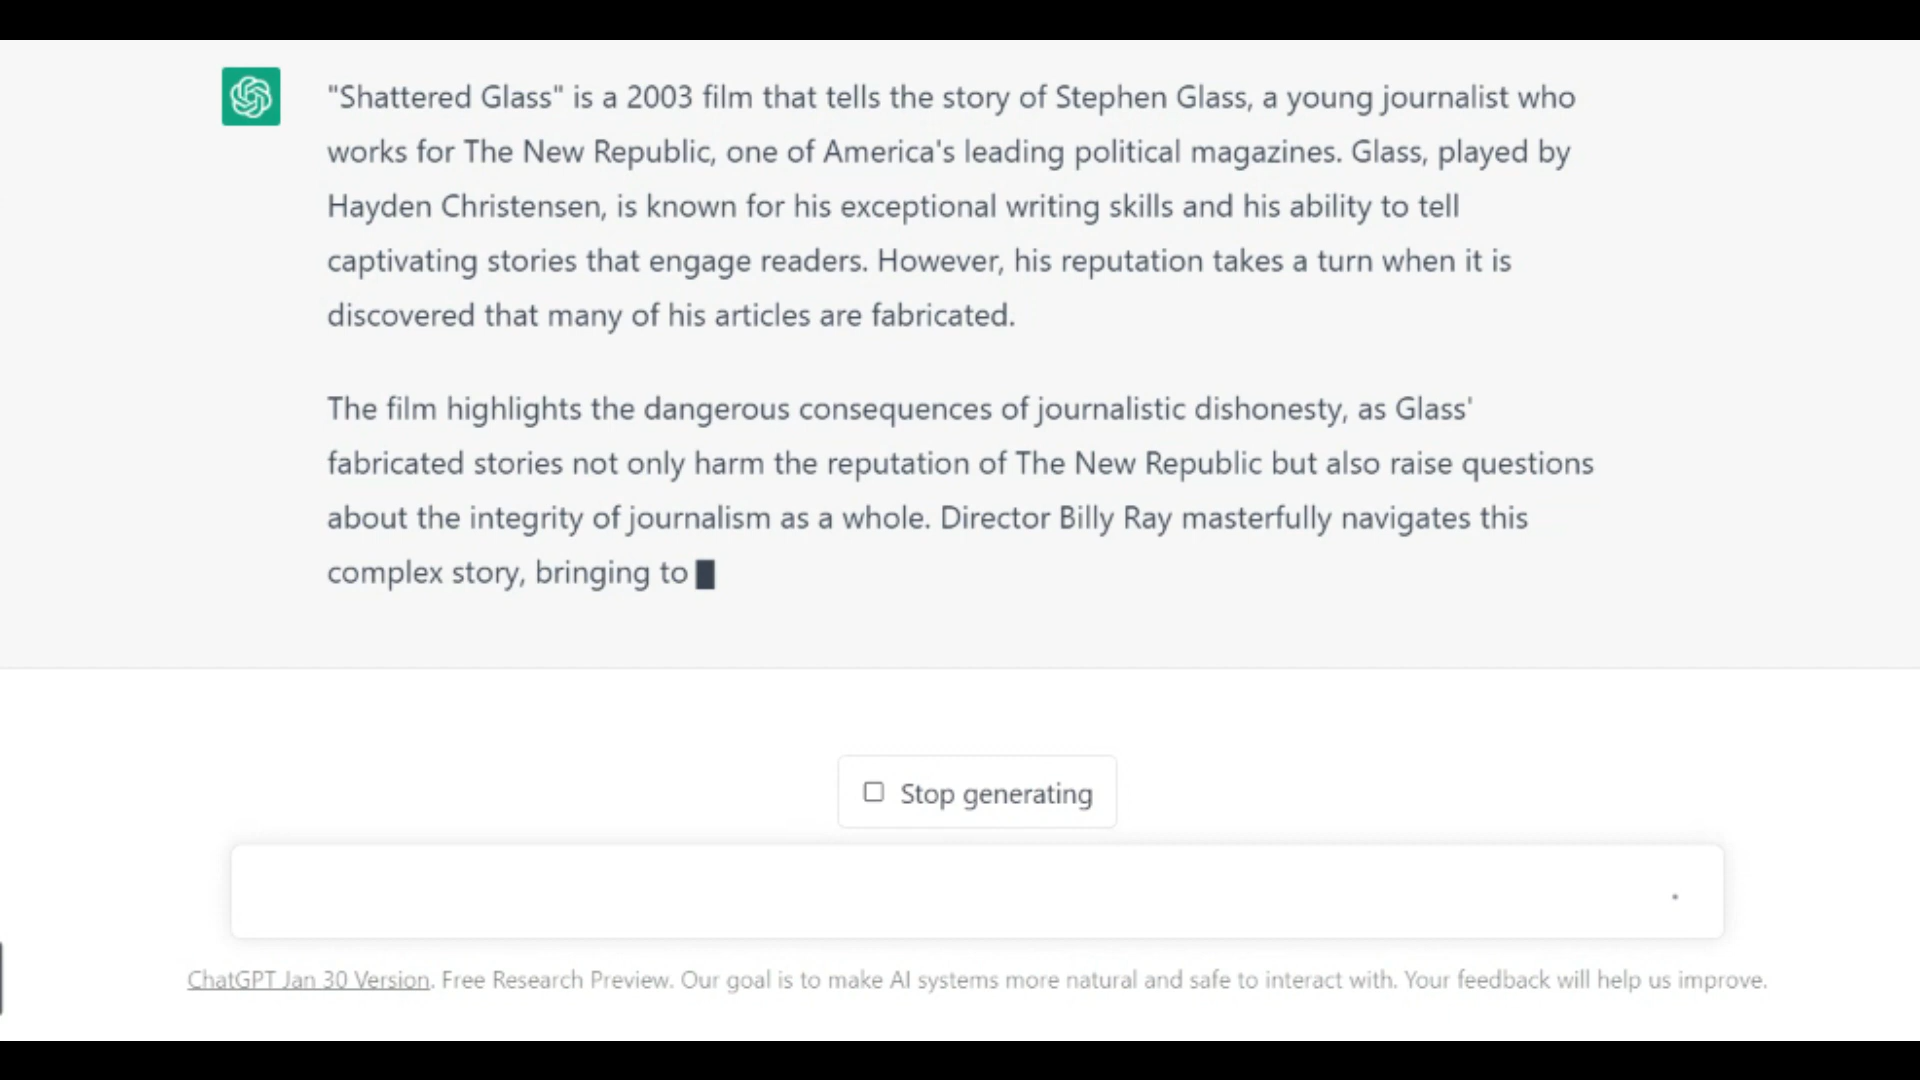 "Shattered Glass" is a 2003 film that tells the story of Stephen Glass, a young journalist who
works for The New Republic, one of America's leading political magazines. Glass, played by
Hayden Christensen, is known for his exceptional writing skills and his ability to tell
captivating stories that engage readers. However, his reputation takes a turn when it is
discovered that many of his articles are fabricated.
The film highlights the dangerous consequences of journalistic dishonesty, as Glass'
fabricated stories not only harm the reputation of The New Republic but also raise questions
about the integrity of journalism as a whole. Director Billy Ray masterfully navigates this
complex story, bringing to
Stop generating
ChatGPT Jan 30 Version. Free Research Preview. Our goal is to make AI systems more natural and safe to interact with. Your feedback will help us improve.